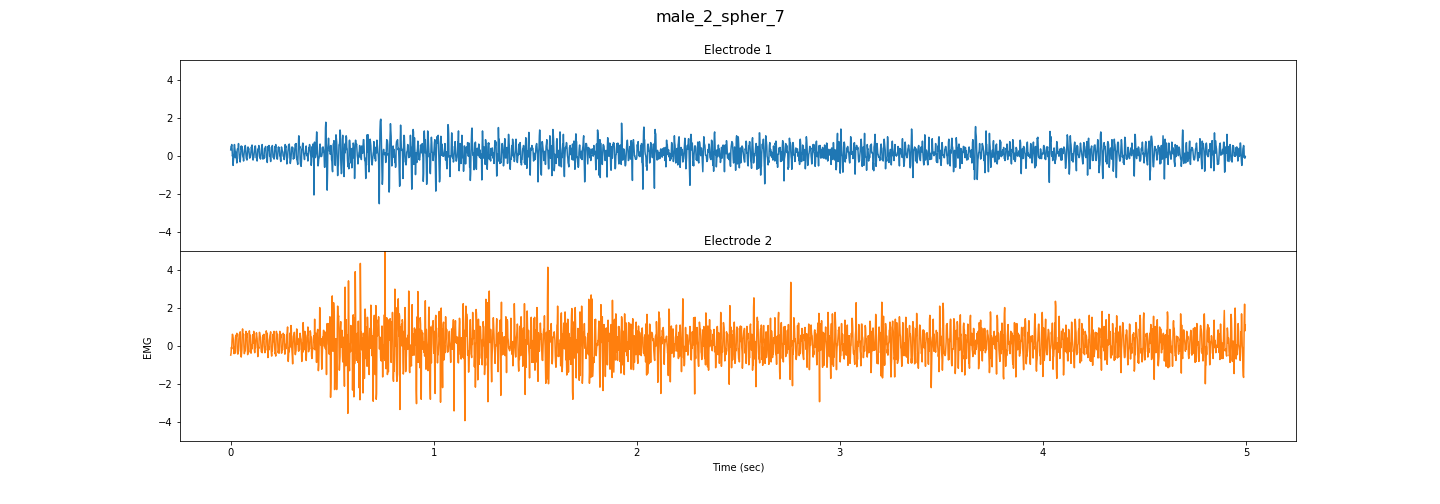 male_2_spher_7
Electrode 1
4
2
0
−2
−4
Electrode 2
4
2
0
−2
−4
EMG
0 1 2 3 4 5
Time (sec)